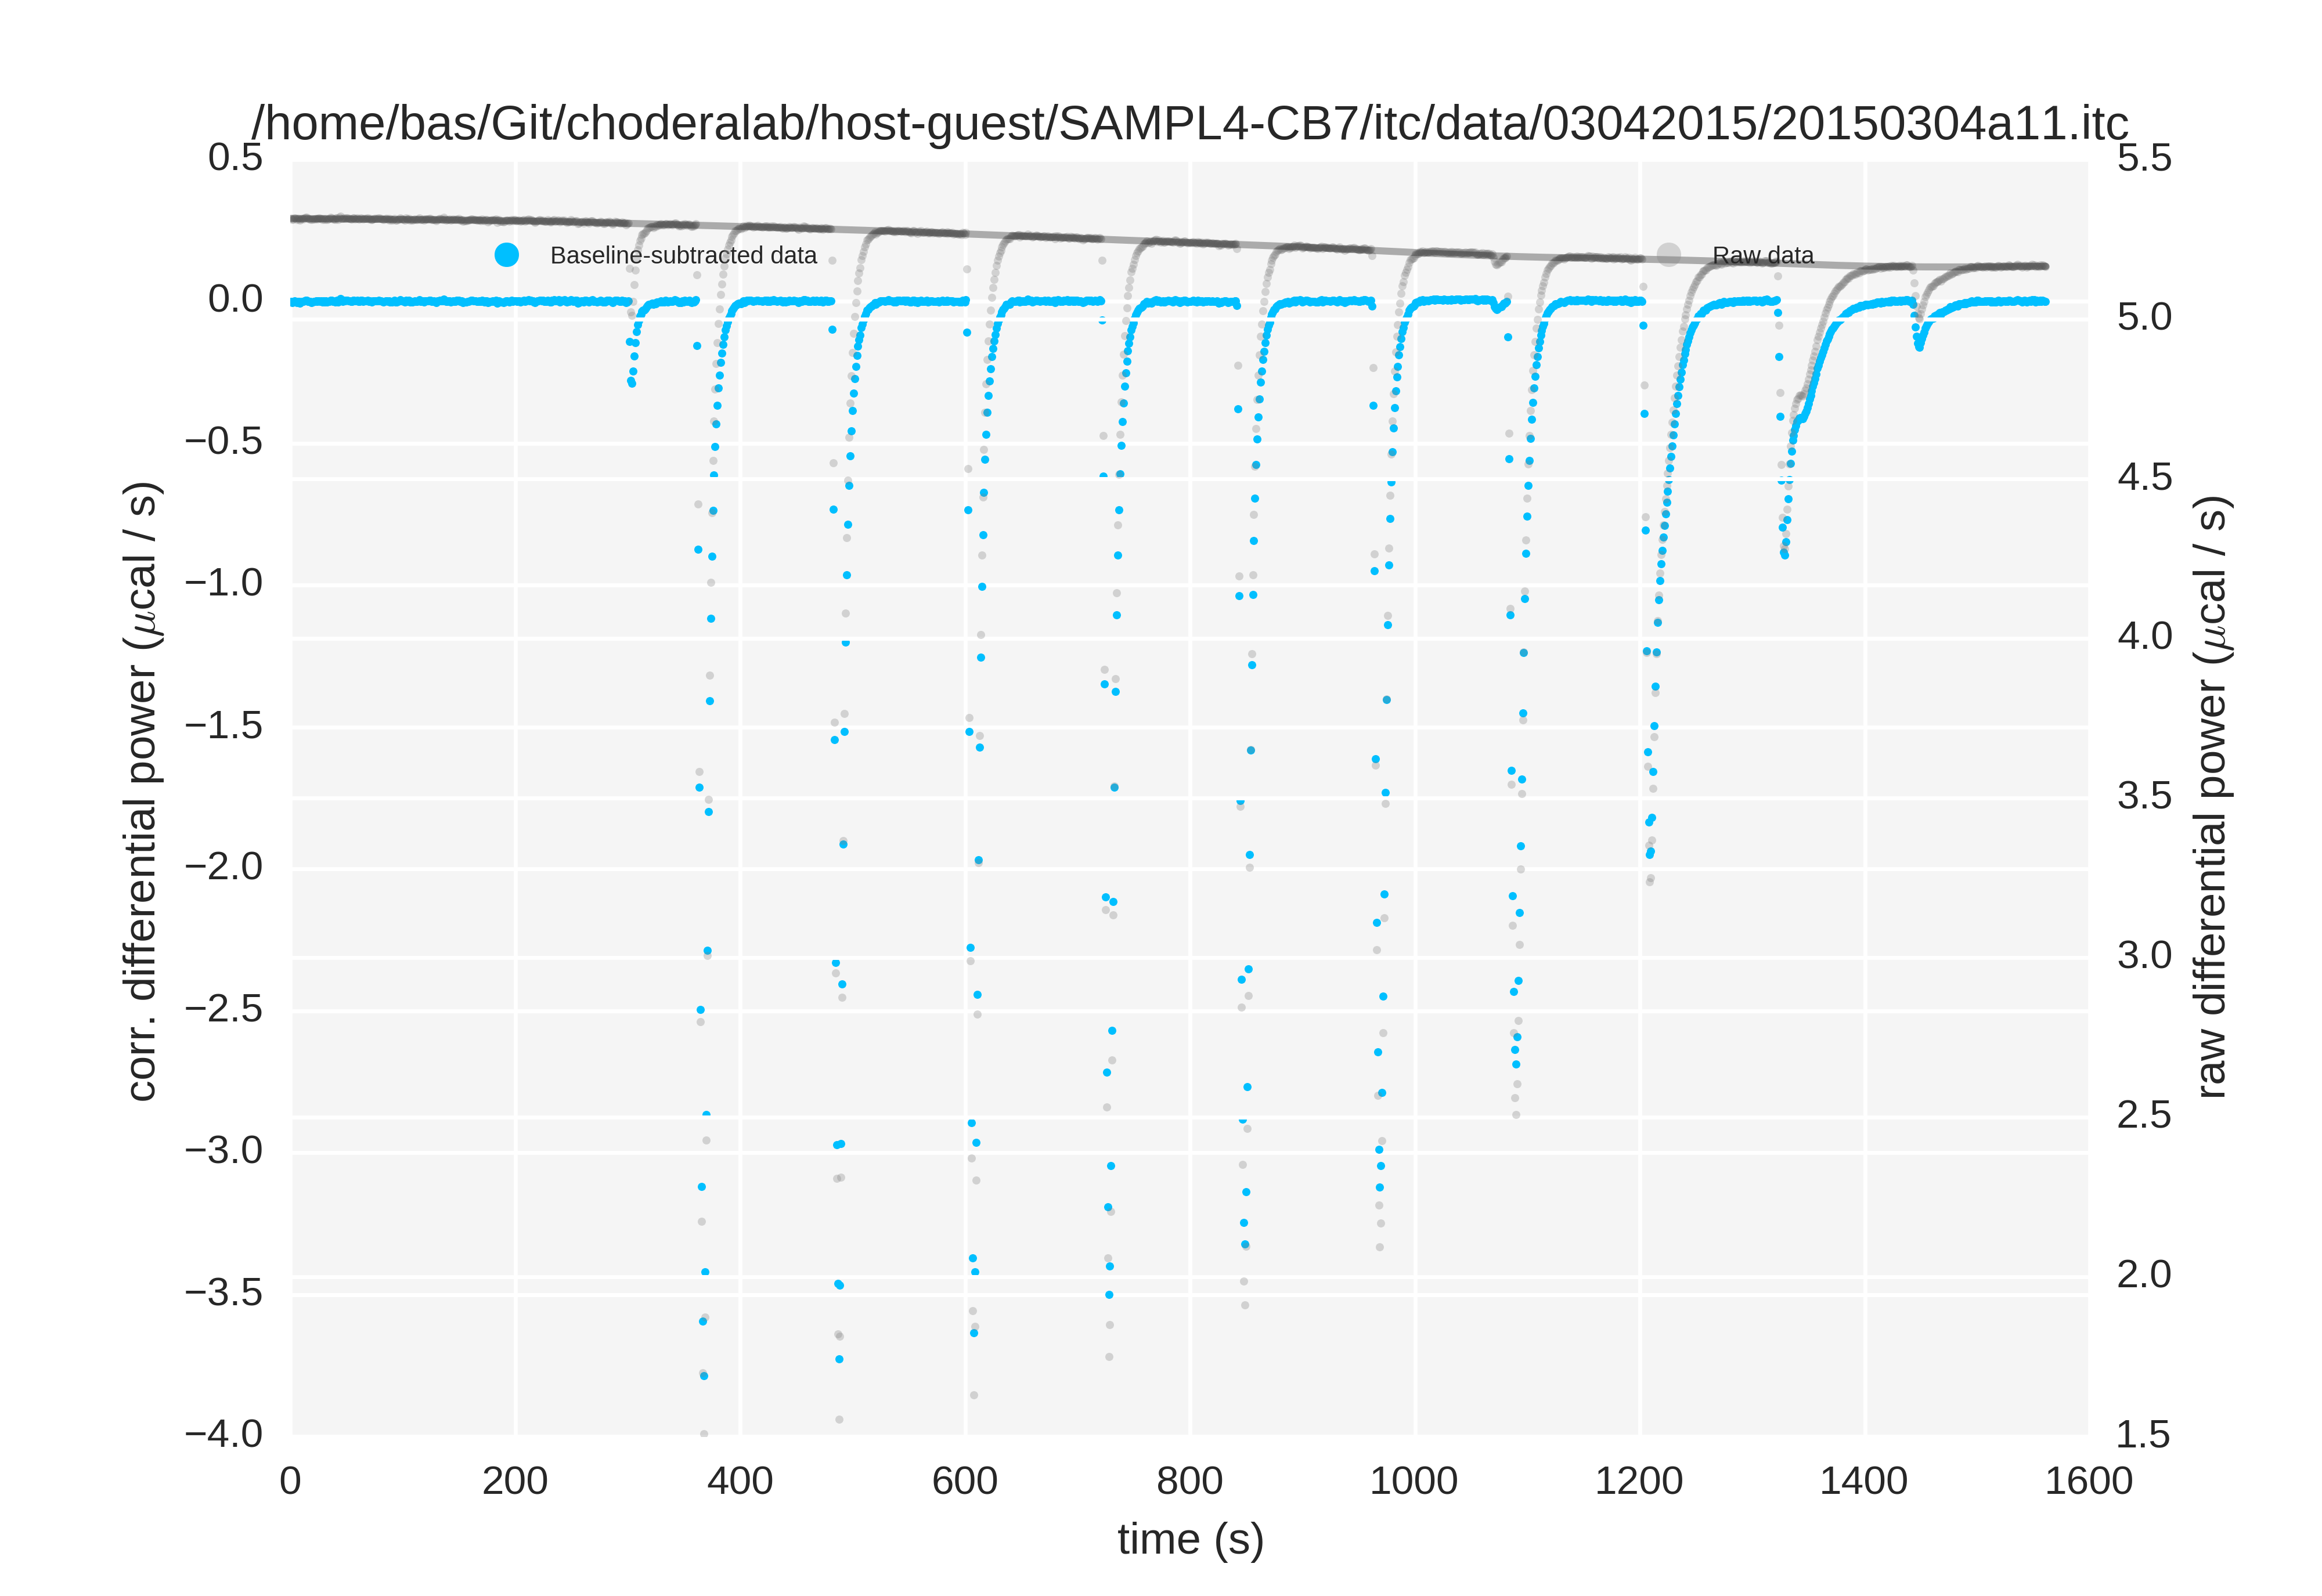 /home/bas/Git/choderalab/host-guest/SAMPL4-CB7/itc/data/03042015/20150304a11.itc
Baseline-subtracted data
Raw data
corr. differential power (μcal / s)
0.5
0.0
−0.5
−1.0
−1.5
−2.0
−2.5
−3.0
−3.5
−4.0
5.5
5.0
4.5
4.0
3.5
3.0
2.5
2.0
1.5
raw differential power (μcal / s)
0 200 400 600 800 1000 1200 1400 1600
time (s)